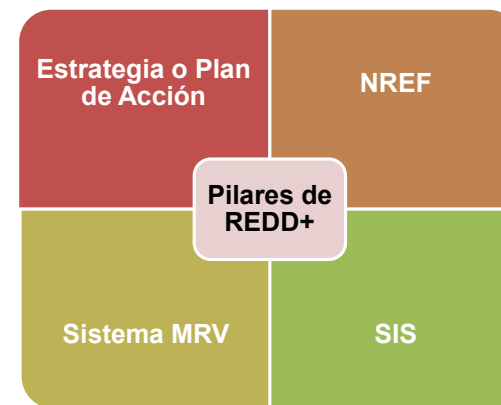 Estrategia o Plan
de Acción
NREF
Pilares de
REDD+
Sistema MRV
SIS